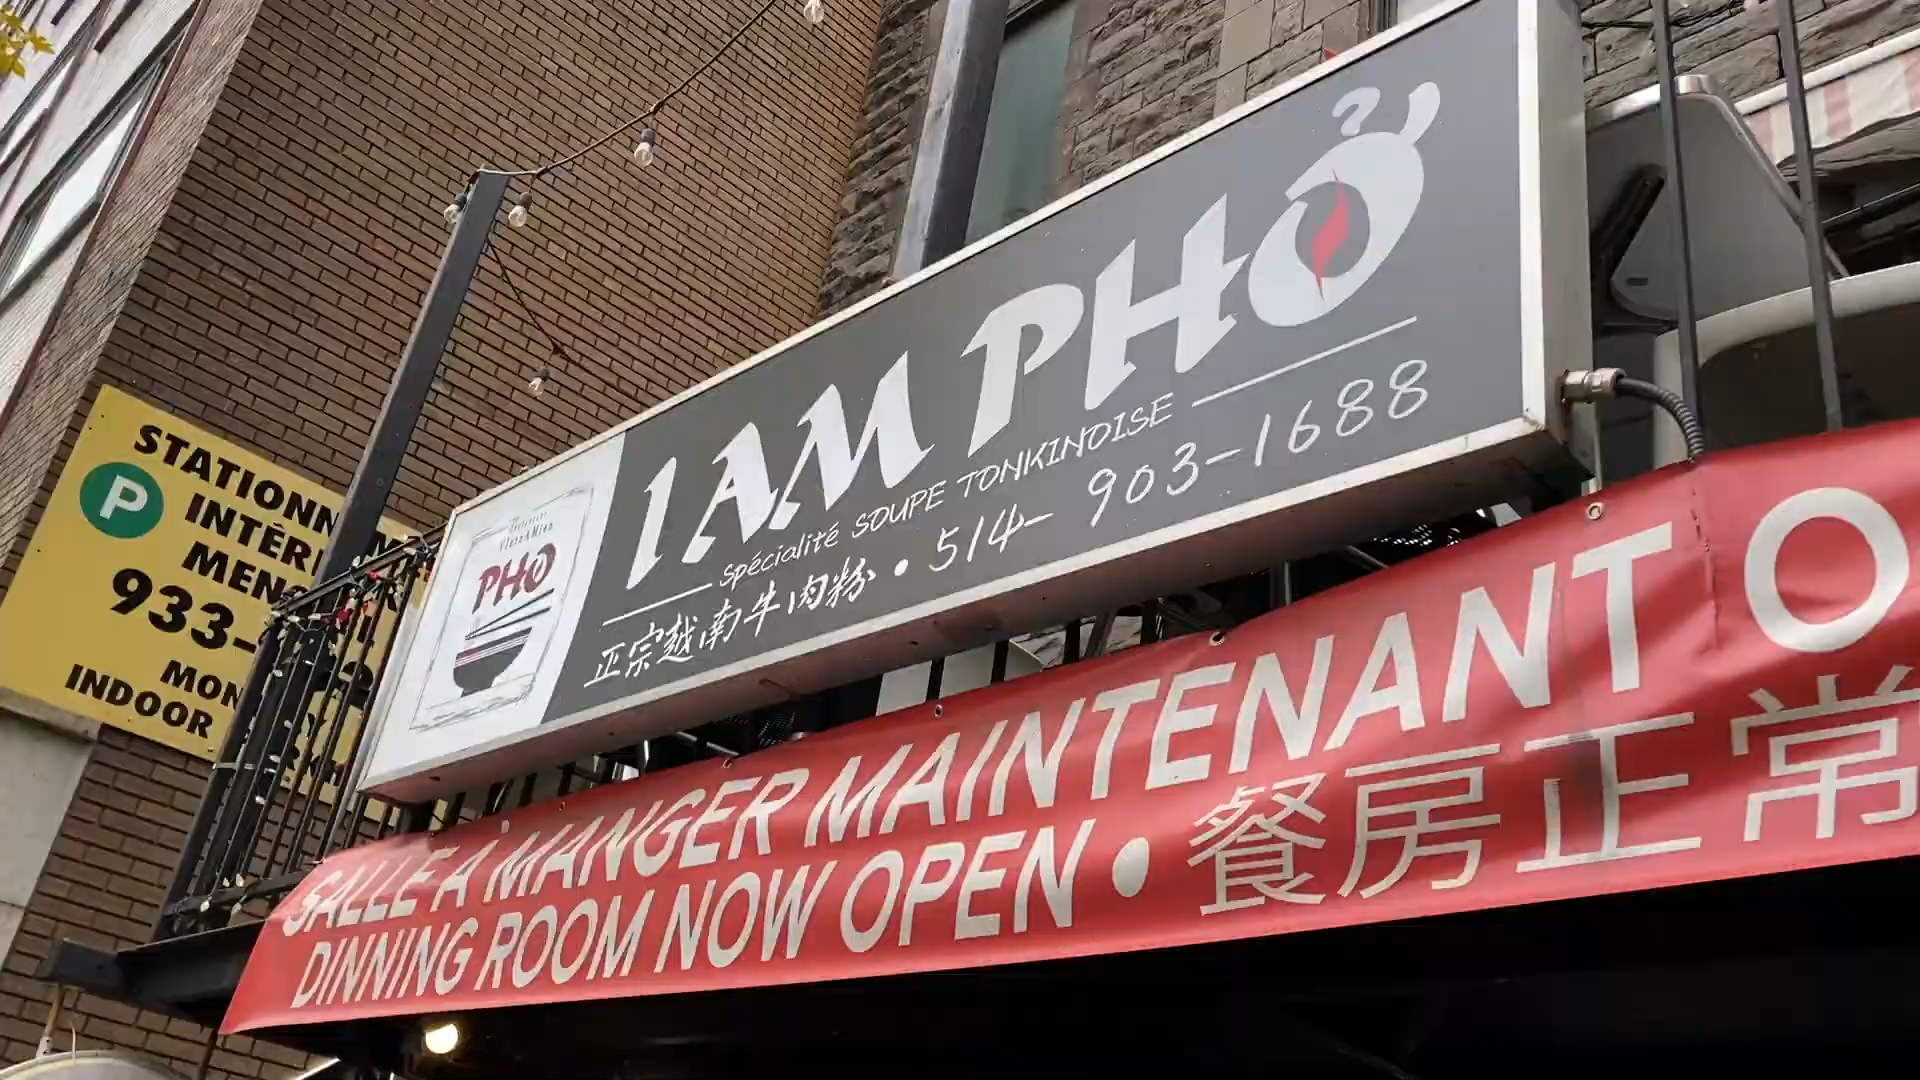 STATIONN
P
INTÉRI
MEN
933-
MON
INDOOR
PHỞ
I AM PHỞ
Spécialité SOUPE TONKINOISE
正宗越南牛肉粉 • 514- 903-1688
SALLE À MANGER MAINTENANT O
DINNING ROOM NOW OPEN • 餐房正常